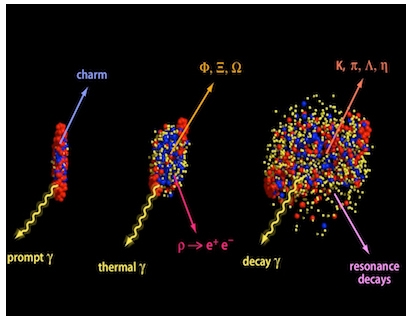 charm
prompt γ
Φ, Ξ, Ω
thermal γ
ρ → e⁺ e⁻
K, π, Λ, η
decay γ
resonance
decays